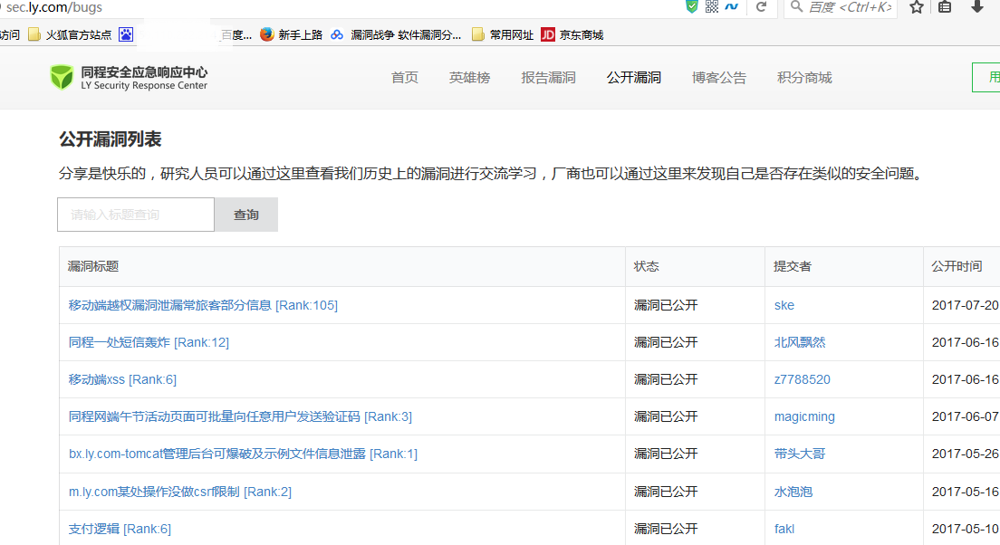 sec.ly.com/bugs
百度 <Ctrl+K>
访问 火狐官方站点 百度... 新手上路 漏洞战争 软件漏洞分... 常用网址 JD 京东商城
同程安全应急响应中心
LY Security Response Center
首页 英雄榜 报告漏洞 公开漏洞 博客公告 积分商城 用
公开漏洞列表
分享是快乐的，研究人员可以通过这里查看我们历史上的漏洞进行交流学习，厂商也可以通过这里来发现自己是否存在类似的安全问题。
请输入标题查询 查询
漏洞标题 状态 提交者 公开时间
移动端越权漏洞泄漏常旅客部分信息 [Rank:105] 漏洞已公开 ske 2017-07-20
同程一处短信轰炸 [Rank:12] 漏洞已公开 北风飘然 2017-06-16
移动端xss [Rank:6] 漏洞已公开 z7788520 2017-06-16
同程网端午节活动页面可批量向任意用户发送验证码 [Rank:3] 漏洞已公开 magicming 2017-06-07
bx.ly.com-tomcat管理后台可爆破及示例文件信息泄露 [Rank:1] 漏洞已公开 带头大哥 2017-05-26
m.ly.com某处操作没做csrf限制 [Rank:2] 漏洞已公开 水泡泡 2017-05-16
支付逻辑 [Rank:6] 漏洞已公开 fakl 2017-05-10